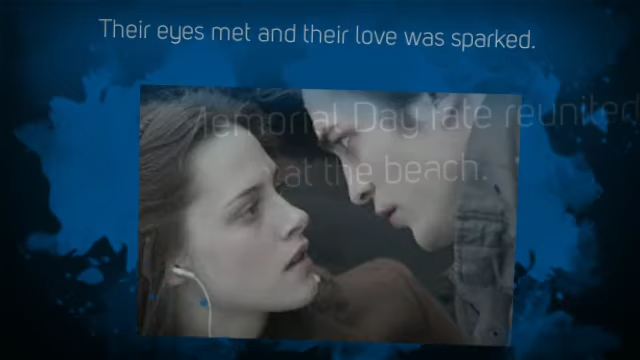 Their eyes met and their love was sparked.
Memorial Day fate reunited
at the beach.